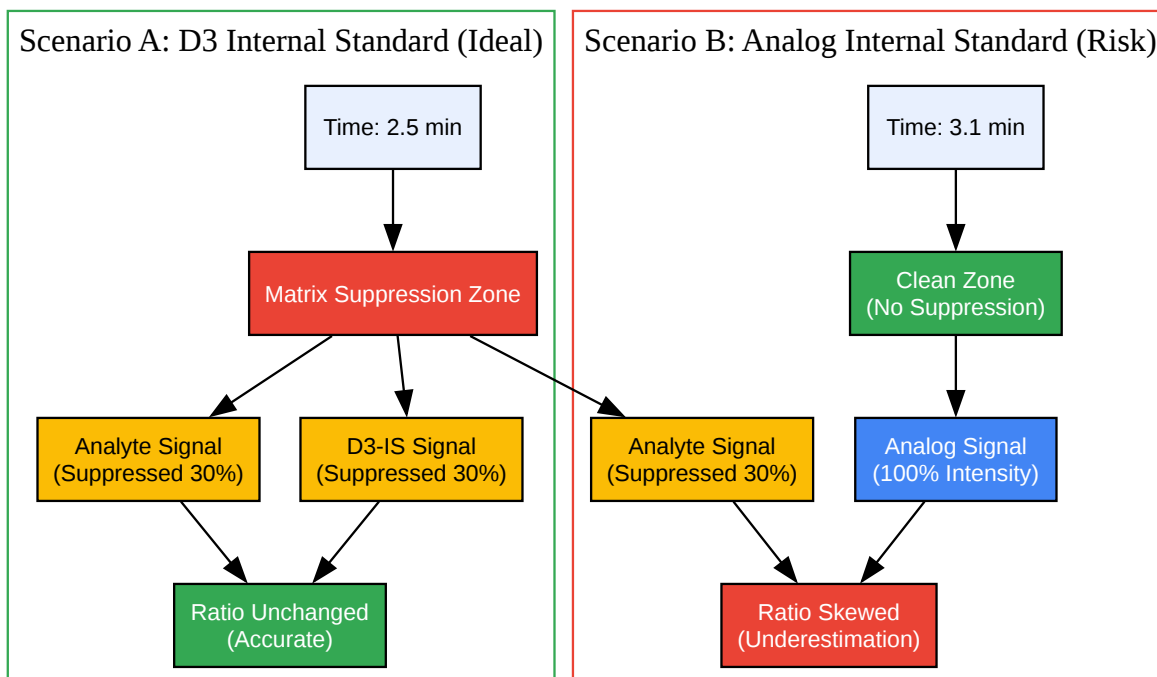 Scenario A: D3 Internal Standard (Ideal)
Time: 2.5 min
Matrix Suppression Zone
Analyte Signal
(Suppressed 30%)
D3-IS Signal
(Suppressed 30%)
Ratio Unchanged
(Accurate)
Scenario B: Analog Internal Standard (Risk)
Time: 3.1 min
Clean Zone
(No Suppression)
Analyte Signal
(Suppressed 30%)
Analog Signal
(100% Intensity)
Ratio Skewed
(Underestimation)